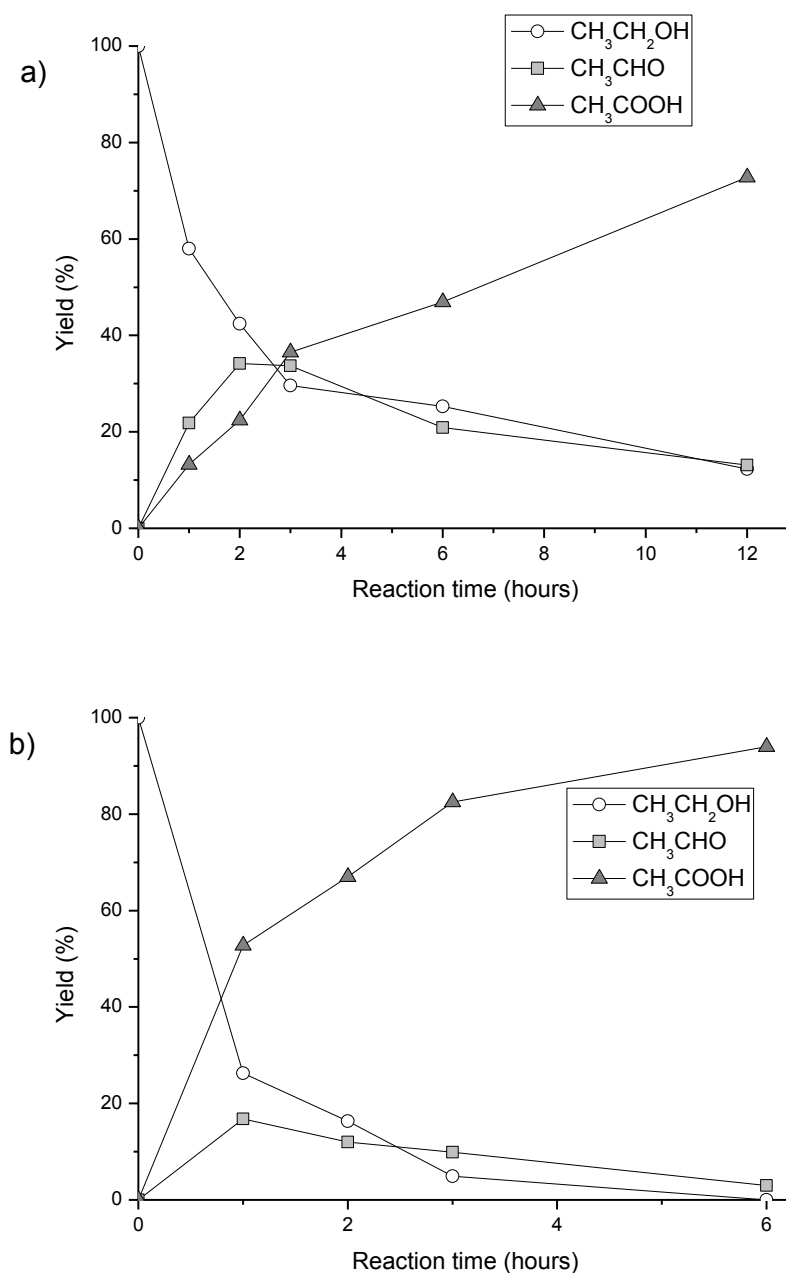 a)
CH₃CH₂OH
CH₃CHO
CH₃COOH
100
80
60
40
20
0
Yield (%)
0 2 4 6 8 10 12
Reaction time (hours)
b)
CH₃CH₂OH
CH₃CHO
CH₃COOH
100
80
60
40
20
0
Yield (%)
0 2 4 6
Reaction time (hours)